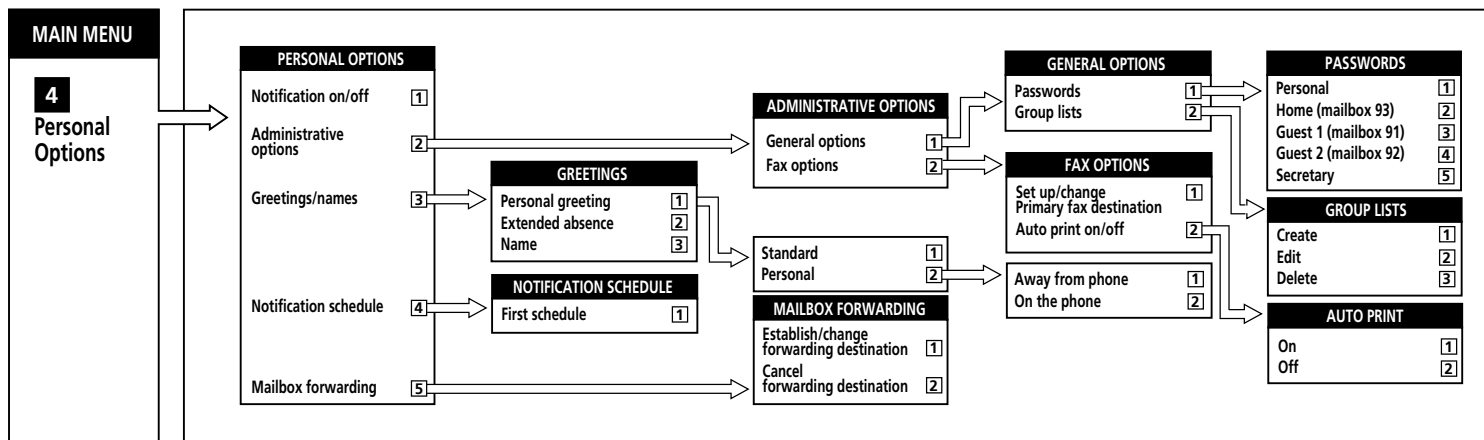 MAIN MENU
4
Personal
Options
PERSONAL OPTIONS
Notification on/off 1
Administrative
options 2
Greetings/names 3
Notification schedule 4
Mailbox forwarding 5
GREETINGS
Personal greeting 1
Extended absence 2
Name 3
NOTIFICATION SCHEDULE
First schedule 1
ADMINISTRATIVE OPTIONS
General options 1
Fax options 2
Standard 1
Personal 2
MAILBOX FORWARDING
Establish/change
forwarding destination 1
Cancel
forwarding destination 2
GENERAL OPTIONS
Passwords 1
Group lists 2
FAX OPTIONS
Set up/change 1
Primary fax destination
Auto print on/off 2
Away from phone 1
On the phone 2
PASSWORDS
Personal 1
Home (mailbox 93) 2
Guest 1 (mailbox 91) 3
Guest 2 (mailbox 92) 4
Secretary 5
GROUP LISTS
Create 1
Edit 2
Delete 3
AUTO PRINT
On 1
Off 2